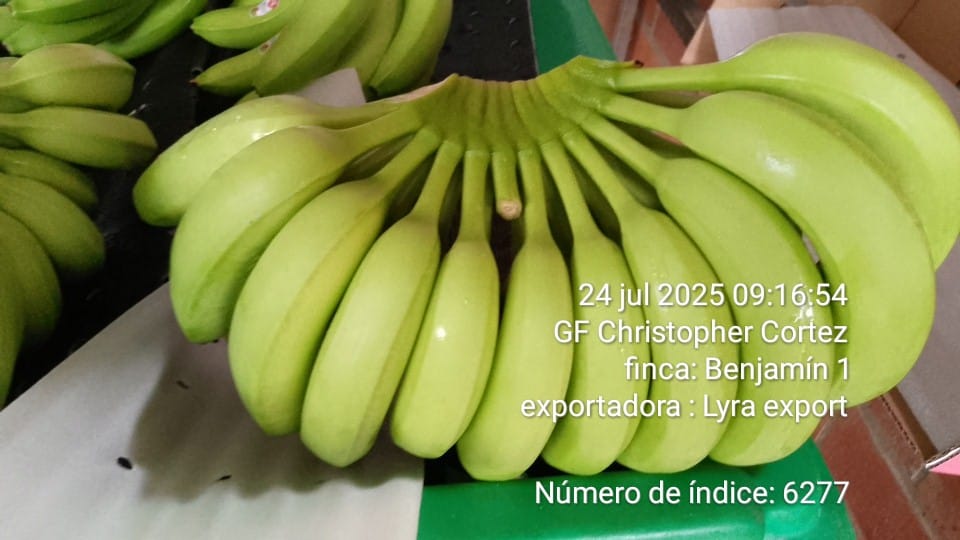 24 jul 2025 09:16:54
GF Christopher Cortez
finca: Benjamín 1
exportadora : Lyra export
Número de índice: 6277